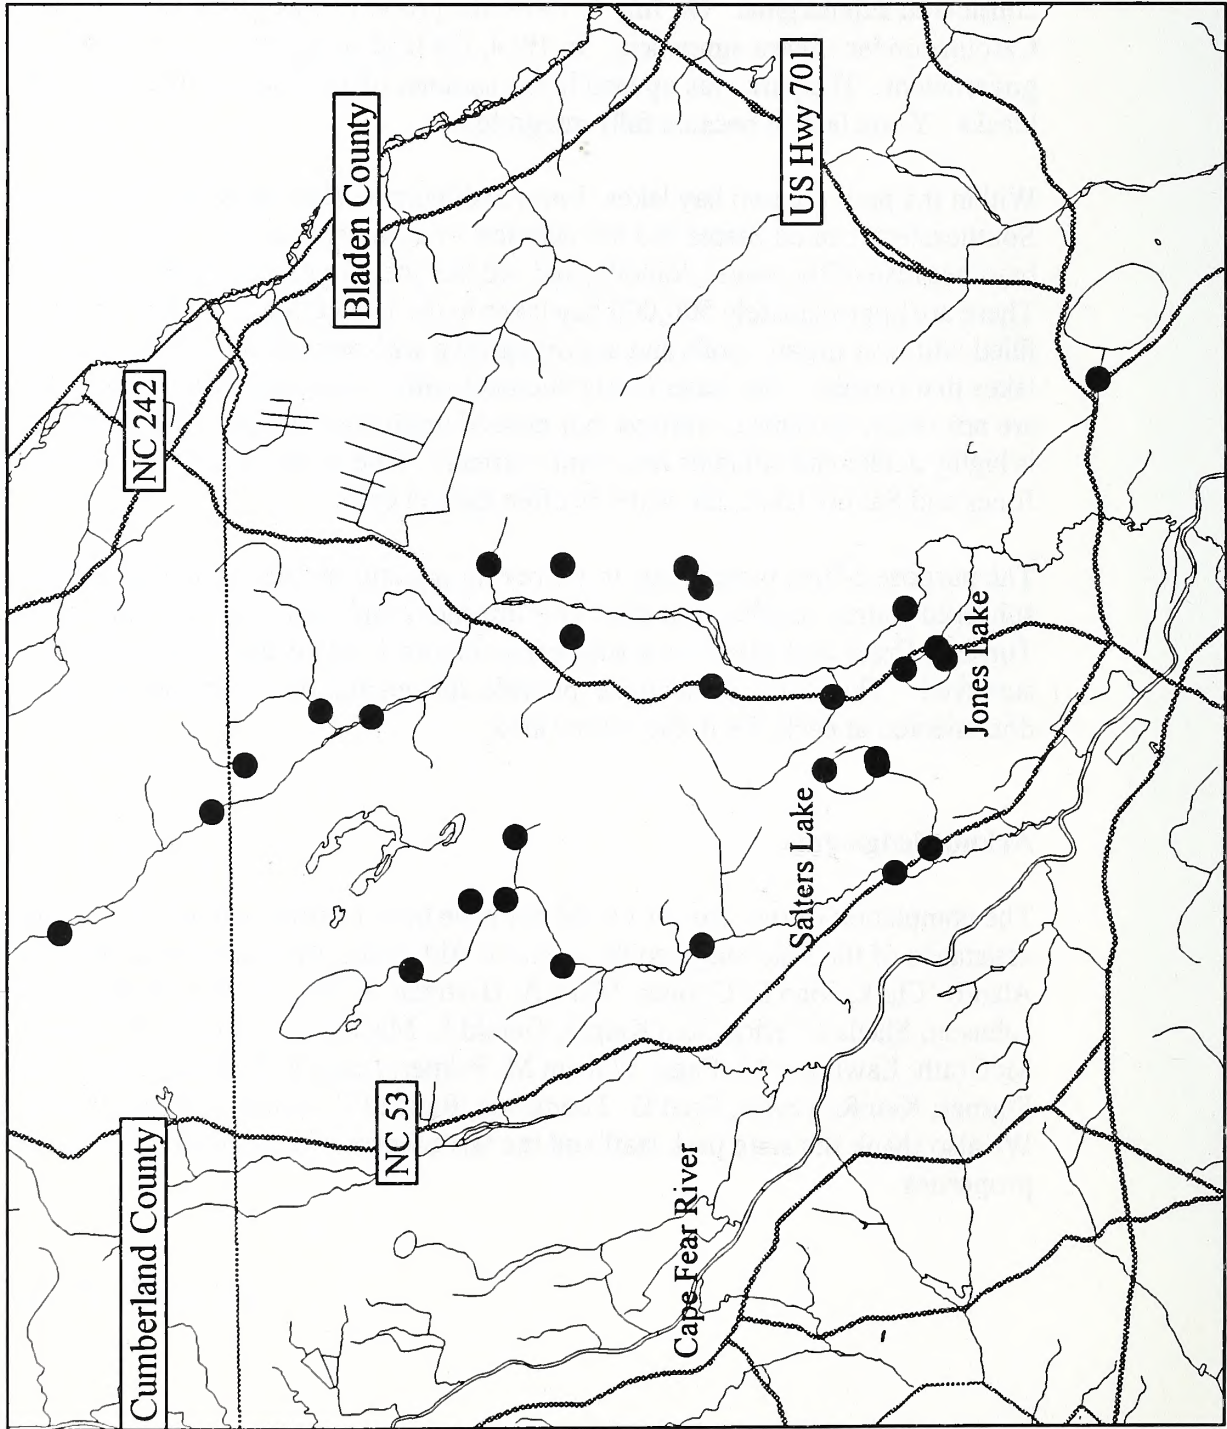 Cumberland County
NC 242
Bladen County
NC 53
Cape Fear River
Salters Lake
US Hwy 701
Jones Lake